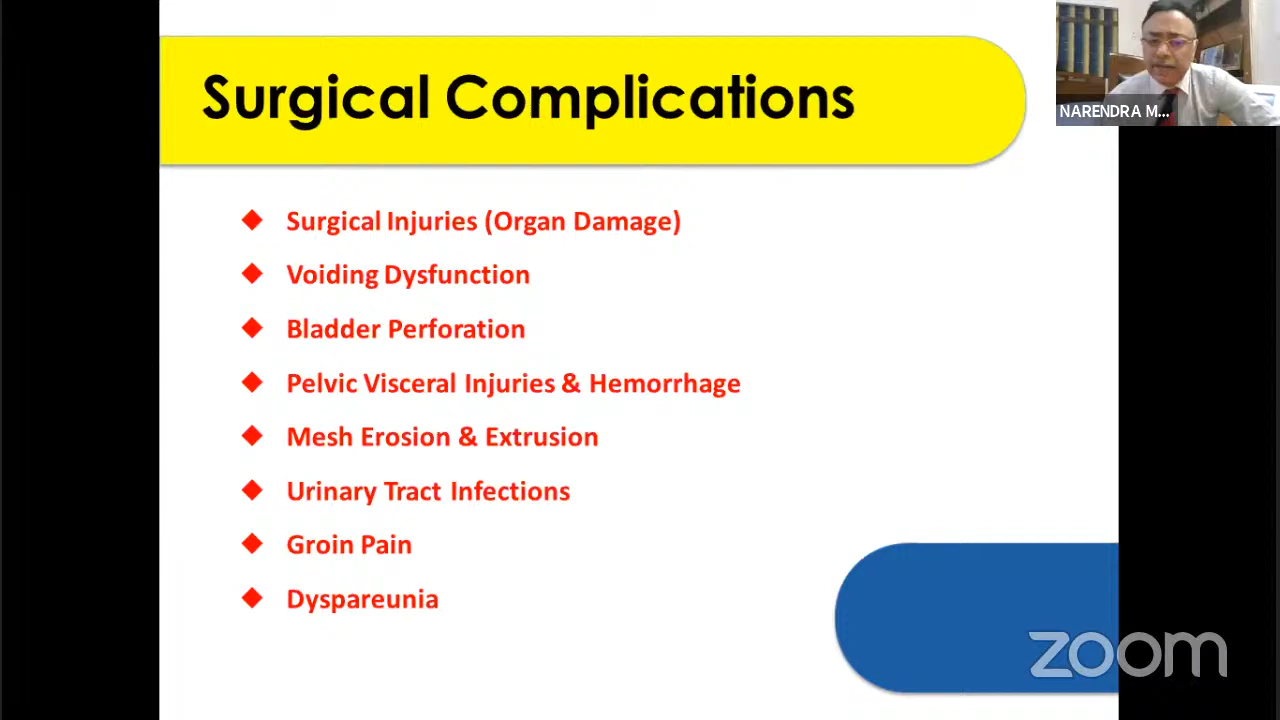 Surgical Complications
NARENDRA M...
Surgical Injuries (Organ Damage)
Voiding Dysfunction
Bladder Perforation
Pelvic Visceral Injuries & Hemorrhage
Mesh Erosion & Extrusion
Urinary Tract Infections
Groin Pain
Dyspareunia
zoom